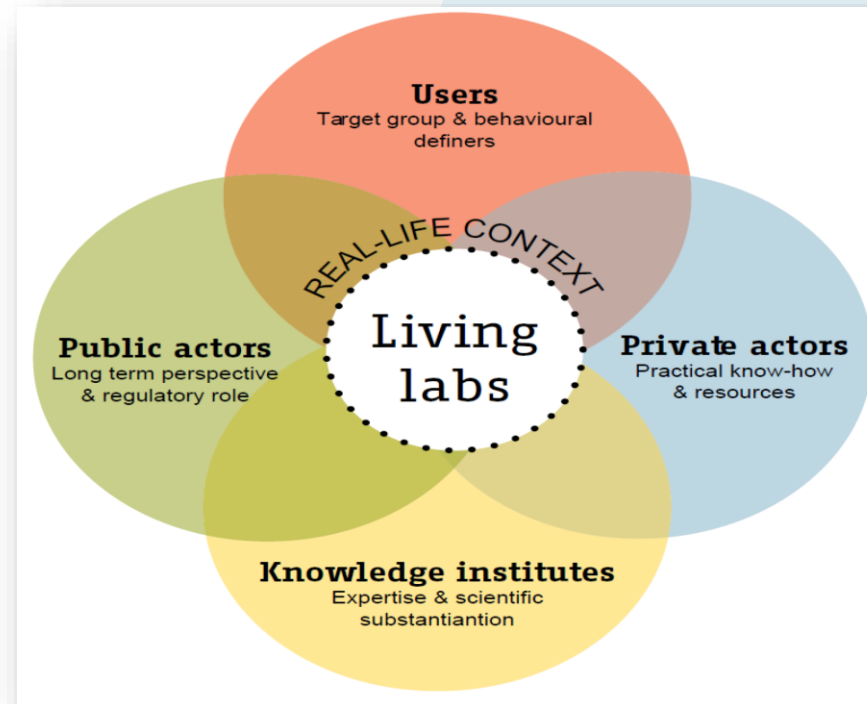 Users
Target group & behavioural
definers
REAL-LIFE CONTEXT
Living
labs
Public actors
Long term perspective
& regulatory role
Private actors
Practical know-how
& resources
Knowledge institutes
Expertise & scientific
substantiantion